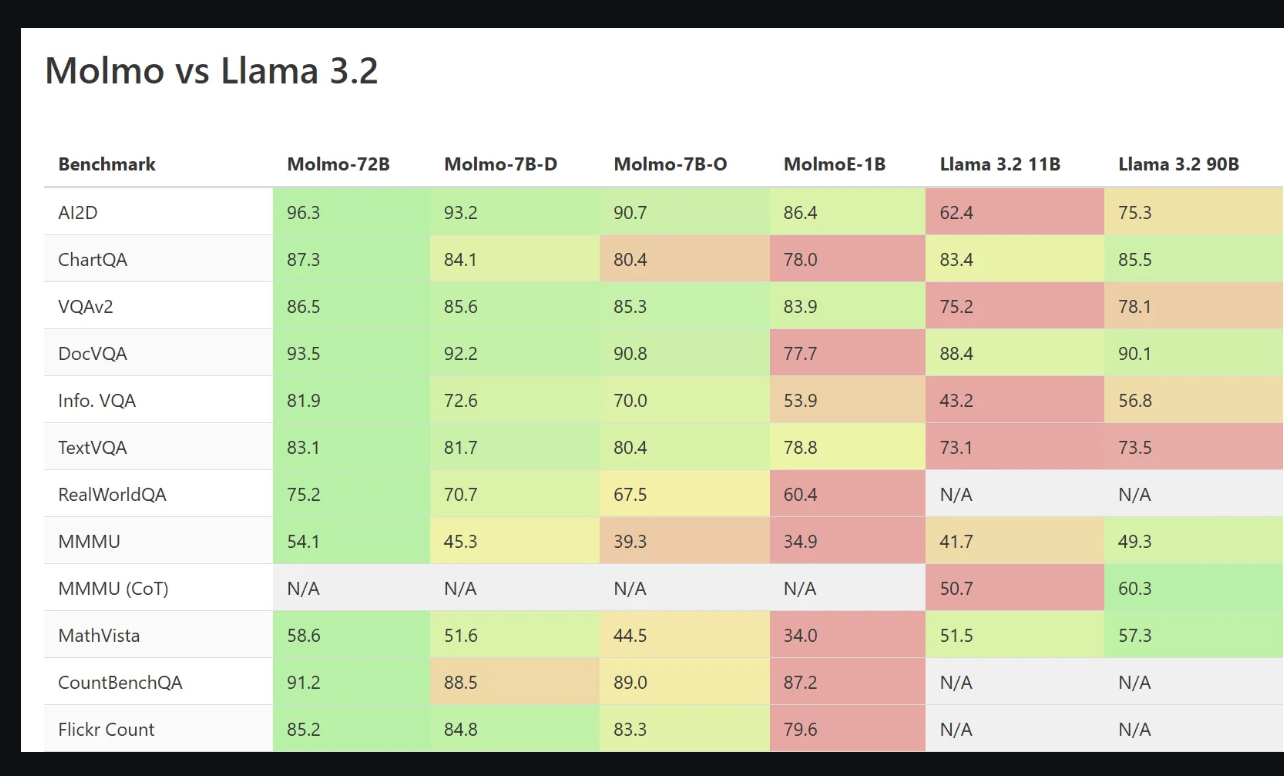 Molmo vs Llama 3.2
Benchmark Molmo-72B Molmo-7B-D Molmo-7B-O MolmoE-1B Llama 3.2 11B Llama 3.2 90B
AI2D 96.3 93.2 90.7 86.4 62.4 75.3
ChartQA 87.3 84.1 80.4 78.0 83.4 85.5
VQAv2 86.5 85.6 85.3 83.9 75.2 78.1
DocVQA 93.5 92.2 90.8 77.7 88.4 90.1
Info. VQA 81.9 72.6 70.0 53.9 43.2 56.8
TextVQA 83.1 81.7 80.4 78.8 73.1 73.5
RealWorldQA 75.2 70.7 67.5 60.4 N/A N/A
MMMU 54.1 45.3 39.3 34.9 41.7 49.3
MMMU (CoT) N/A N/A N/A N/A 50.7 60.3
MathVista 58.6 51.6 44.5 34.0 51.5 57.3
CountBenchQA 91.2 88.5 89.0 87.2 N/A N/A
Flickr Count 85.2 84.8 83.3 79.6 N/A N/A